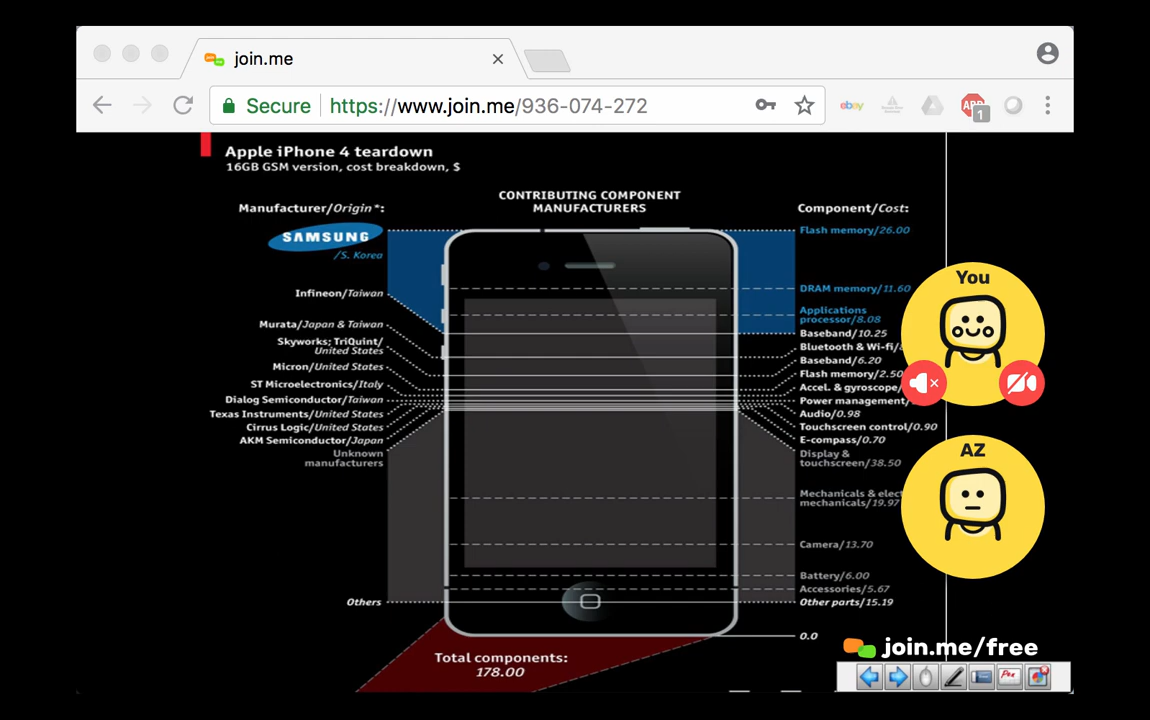 join.me
Secure
https://www.join.me/936-074-272
ebay
ABP
1
Apple iPhone 4 teardown
16GB GSM version, cost breakdown, $
CONTRIBUTING COMPONENT
MANUFACTURERS
Manufacturer/Origin*:
Component/Cost:
SAMSUNG
/S. Korea
Infineon/Taiwan
Murata/Japan & Taiwan
Skyworks; TriQuint/
United States
Micron/United States
ST Microelectronics/Italy
Dialog Semiconductor/Taiwan
Texas Instruments/United States
Cirrus Logic/United States
AKM Semiconductor/Japan
Unknown
manufacturers
Others
Flash memory/26.00
DRAM memory/11.60
Applications
processor/8.08
Baseband/10.25
Bluetooth & Wi-fi/
Baseband/6.20
Flash memory/2.50
Accel. & gyroscope/
Power management/
Audio/0.98
Touchscreen control/0.90
E-compass/0.70
Display &
touchscreen/38.50
Mechanicals & elec
mechanicals/19.97
Camera/13.70
Battery/6.00
Accessories/5.67
Other parts/15.19
0.0
Total components:
178.00
You
AZ
join.me/free
Pen